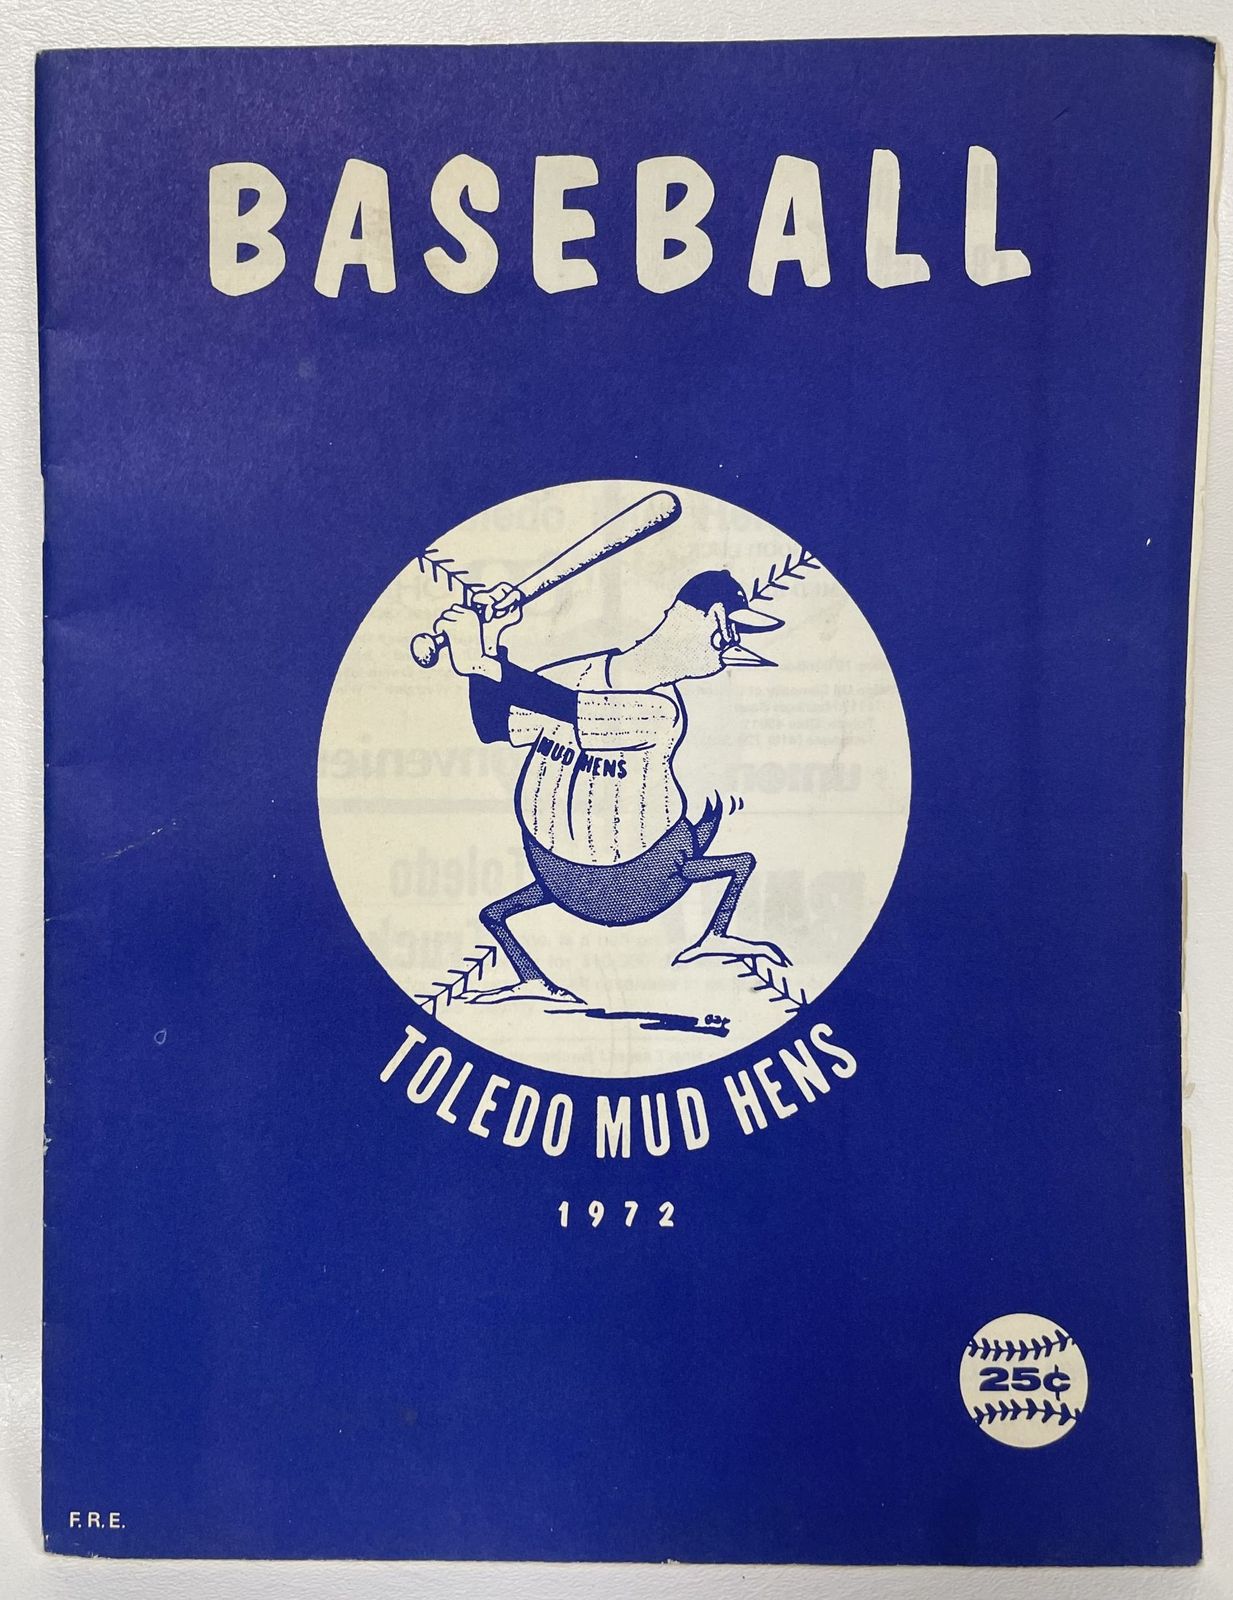 BASEBALL
MUD HENS
TOLEDO MUD HENS
1972
25¢
F.R.E.